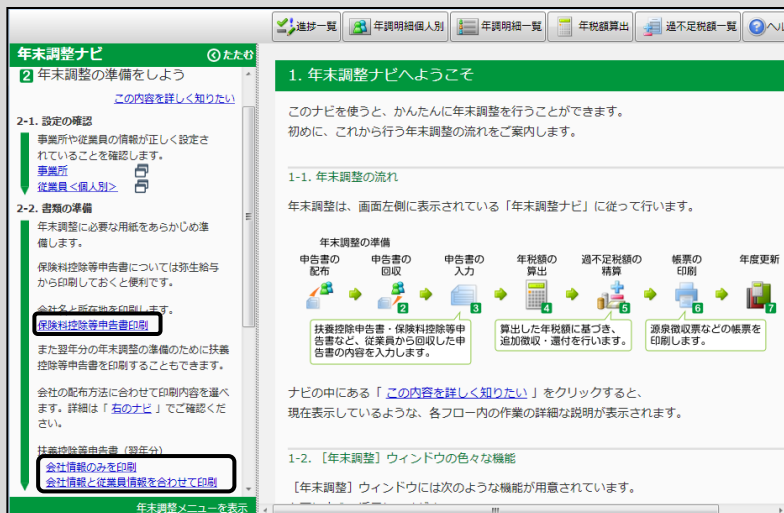 進捗一覧 年調明細個人別 年調明細一覧 年税額算出 過不足税額一覧
年末調整ナビ たたむ
2 年末調整の準備をしよう
この内容を詳しく知りたい
2-1. 設定の確認
事業所や従業員の情報が正しく設定さ
れていることを確認します。
事業所
従業員<個人別>
2-2. 書類の準備
年末調整に必要な用紙をあらかじめ準
備します。
保険料控除等申告書については弥生給与
から印刷しておくと便利です。
会社名と所在地を印刷します。
保険料控除等申告書印刷
また翌年分の年末調整の準備のために扶養
控除等申告書を印刷することもできます。
会社の配布方法に合わせて印刷内容を選べ
ます。詳細は「 右のナビ 」でご確認くだ
さい。
扶養控除等申告書（翌年分）
会社情報のみを印刷
会社情報と従業員情報を合わせて印刷
年末調整メニューを表示
1. 年末調整ナビへようこそ
このナビを使うと、かんたんに年末調整を行うことができます。
初めに、これから行う年末調整の流れをご案内します。
1-1. 年末調整の流れ
年末調整は、画面左側に表示されている「年末調整ナビ」に従って行います。
年末調整の準備
申告書の 申告書の 申告書の 年税額の 過不足税額の 帳票の 年度更新
配布 回収 入力 算出 精算 印刷
2 3 4 5 6 7
扶養控除申告書・保険料控除等申
告書など、従業員から回収した申
告書の内容を入力します。
算出した年税額に基づき、
追加徴収・還付を行います。
源泉徴収票などの帳票を
印刷します。
ナビの中にある「 この内容を詳しく知りたい 」をクリックすると、
現在表示しているような、各フロー内の作業の詳細な説明が表示されます。
1-2. ［年末調整］ウィンドウの色々な機能
［年末調整］ウィンドウには次のような機能が用意されています。